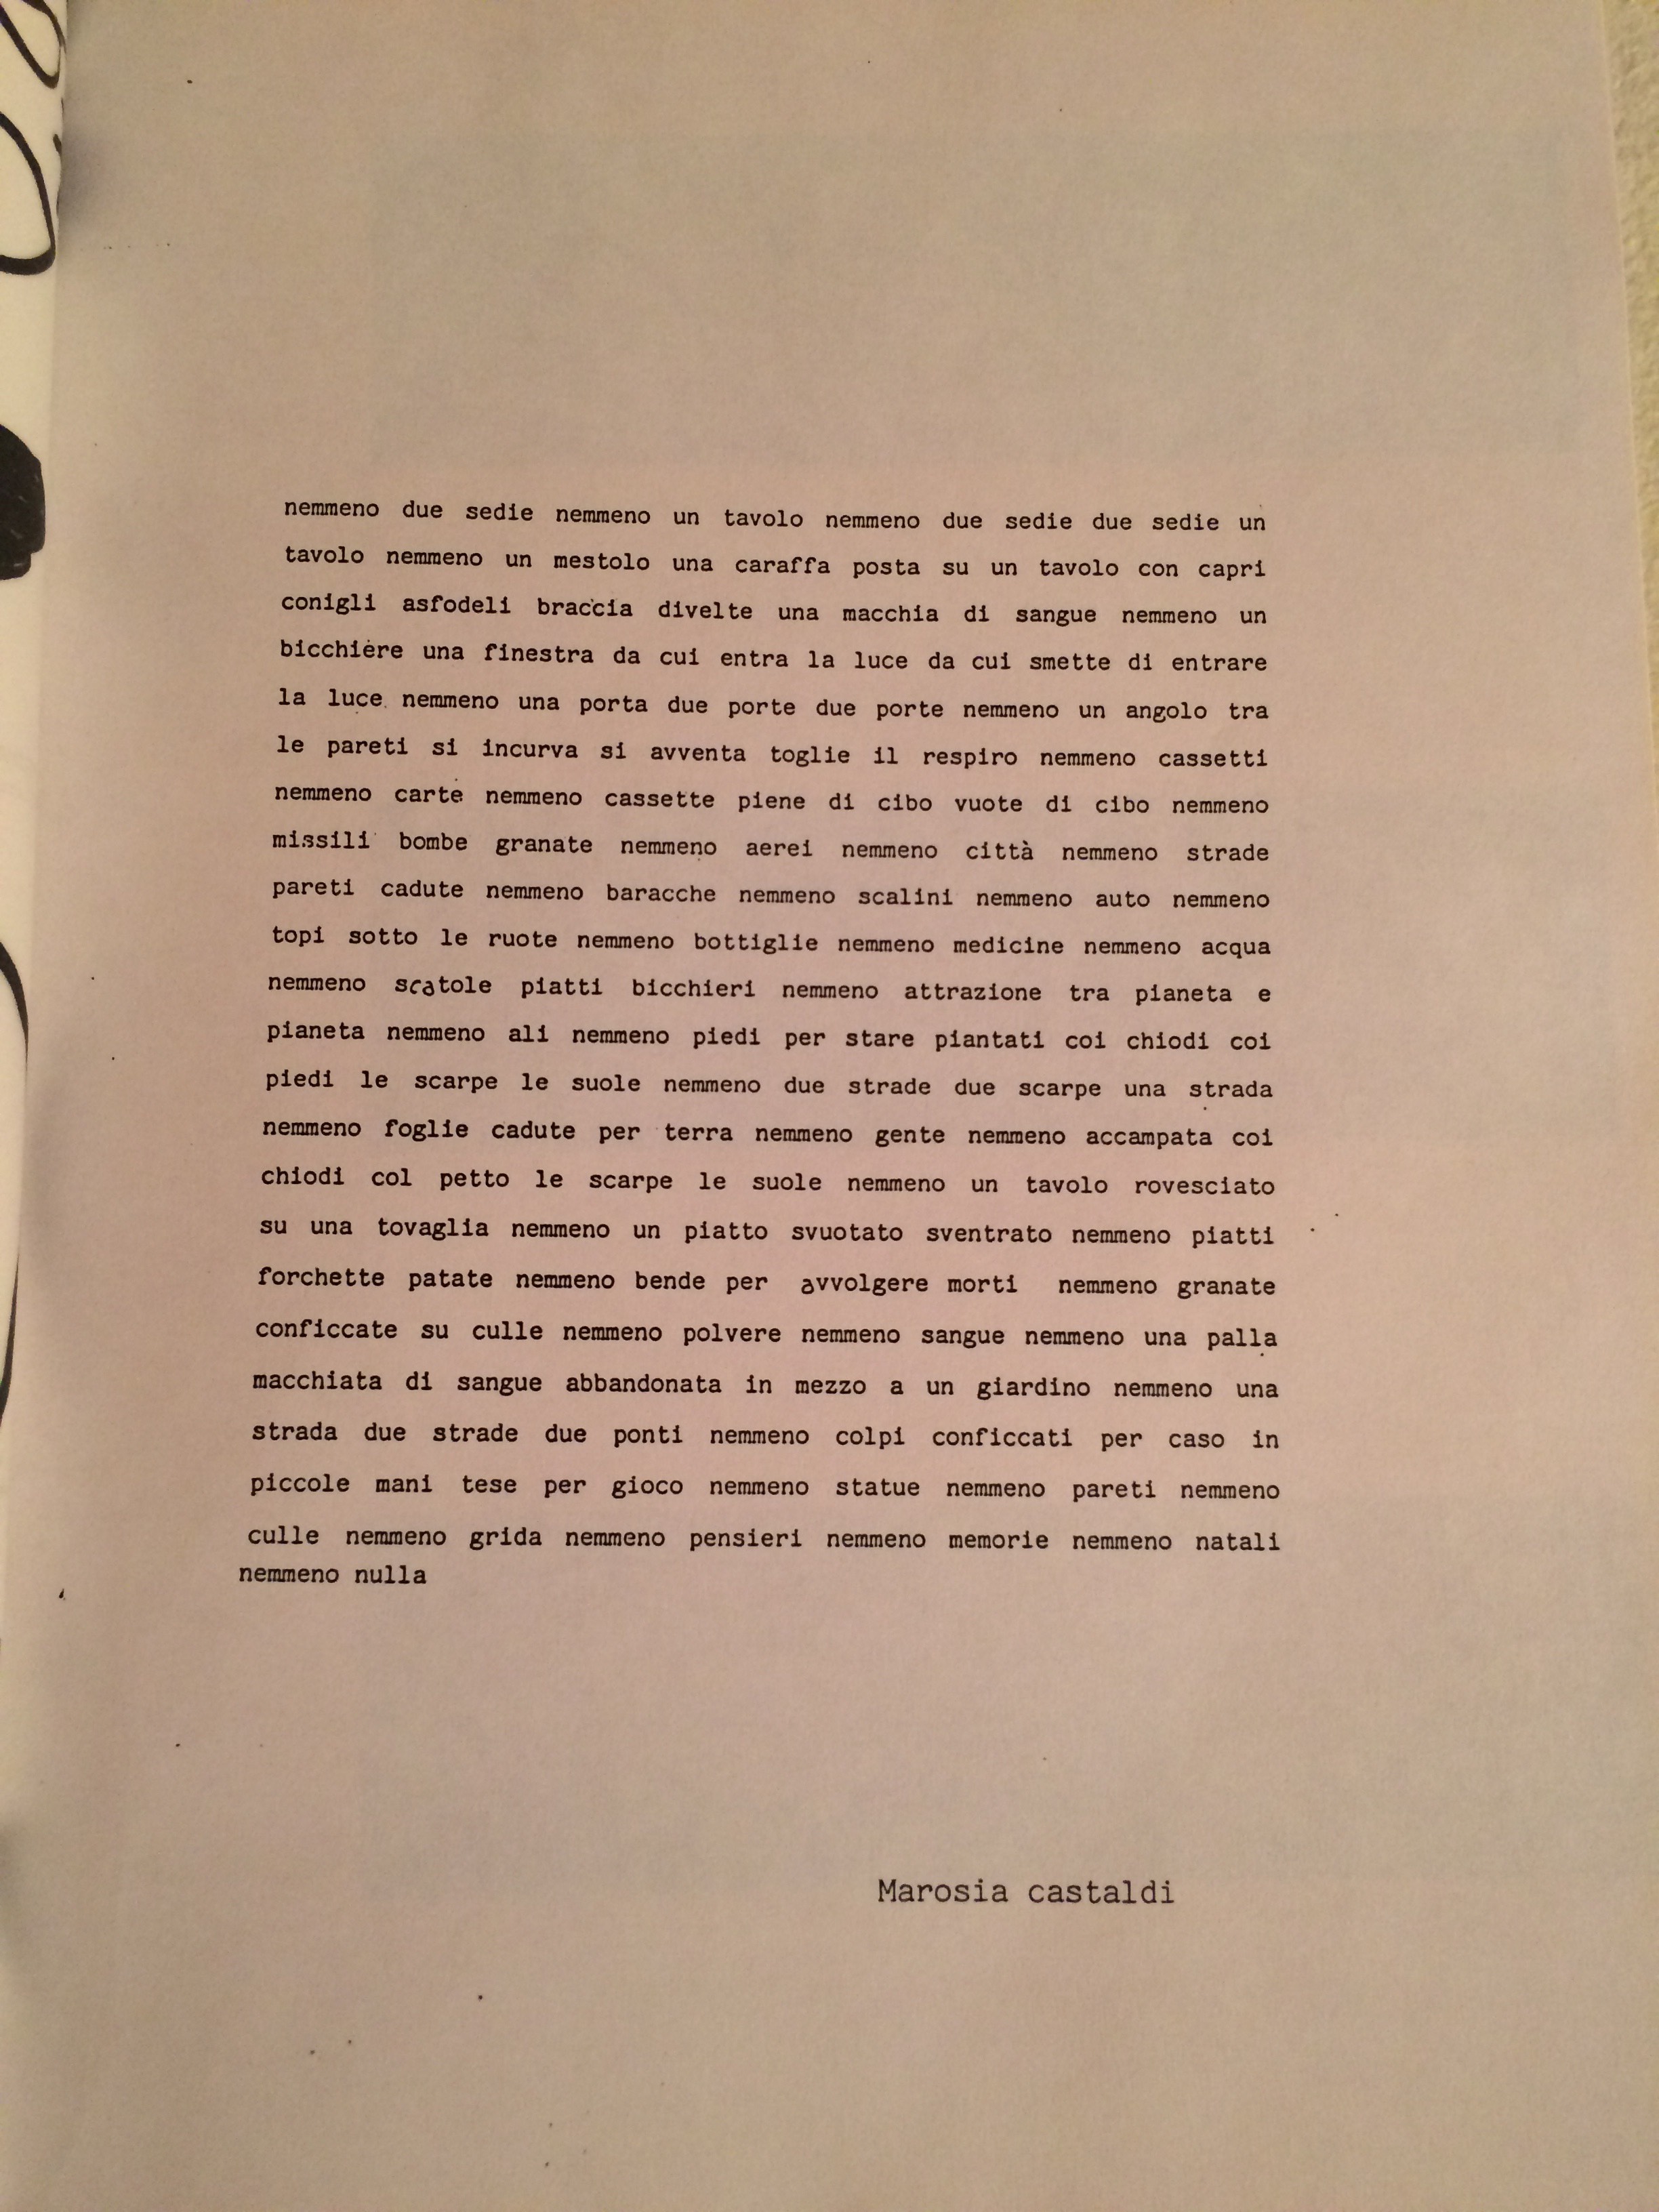 nemmeno due sedie nemmeno un tavolo nemmeno due sedie due sedie un
tavolo nemmeno un mestolo una caraffa posta su un tavolo con capri
conigli asfodeli braccia divelte una macchia di sangue nemmeno un
bicchiere una finestra da cui entra la luce da cui smette di entrare
la luce nemmeno una porta due porte due porte nemmeno un angolo tra
le pareti si incurva si avventa toglie il respiro nemmeno cassetti
nemmeno carte nemmeno cassette piene di cibo vuote di cibo nemmeno
missili bombe granate nemmeno aerei nemmeno città nemmeno strade
pareti cadute nemmeno baracche nemmeno scalini nemmeno auto nemmeno
topi sotto le ruote nemmeno bottiglie nemmeno medicine nemmeno acqua
nemmeno scatole piatti bicchieri nemmeno attrazione tra pianeta e
pianeta nemmeno ali nemmeno piedi per stare piantati coi chiodi coi
piedi le scarpe le suole nemmeno due strade due scarpe una strada
nemmeno foglie cadute per terra nemmeno gente nemmeno accampata coi
chiodi col petto le scarpe le suole nemmeno un tavolo rovesciato
su una tovaglia nemmeno un piatto svuotato sventrato nemmeno piatti
forchette patate nemmeno bende per avvolgere morti nemmeno granate
conficcate su culle nemmeno polvere nemmeno sangue nemmeno una palla
macchiata di sangue abbandonata in mezzo a un giardino nemmeno una
strada due strade due ponti nemmeno colpi conficcati per caso in
piccole mani tese per gioco nemmeno statue nemmeno pareti nemmeno
culle nemmeno grida nemmeno pensieri nemmeno memorie nemmeno natali
nemmeno nulla
Marosia castaldi